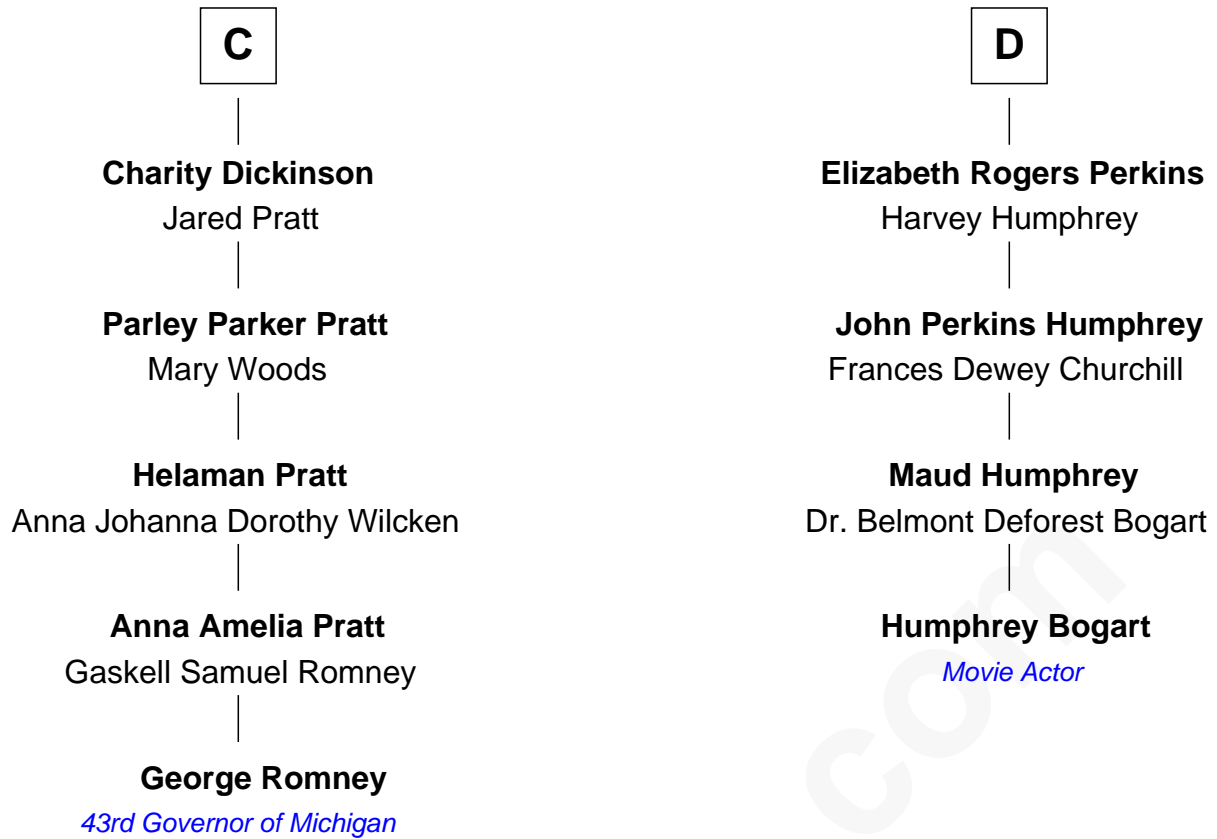 C
Charity Dickinson
Jared Pratt
Parley Parker Pratt
Mary Woods
Helaman Pratt
Anna Johanna Dorothy Wilcken
Anna Amelia Pratt
Gaskell Samuel Romney
George Romney
43rd Governor of Michigan
D
Elizabeth Rogers Perkins
Harvey Humphrey
John Perkins Humphrey
Frances Dewey Churchill
Maud Humphrey
Dr. Belmont Deforest Bogart
Humphrey Bogart
Movie Actor
com